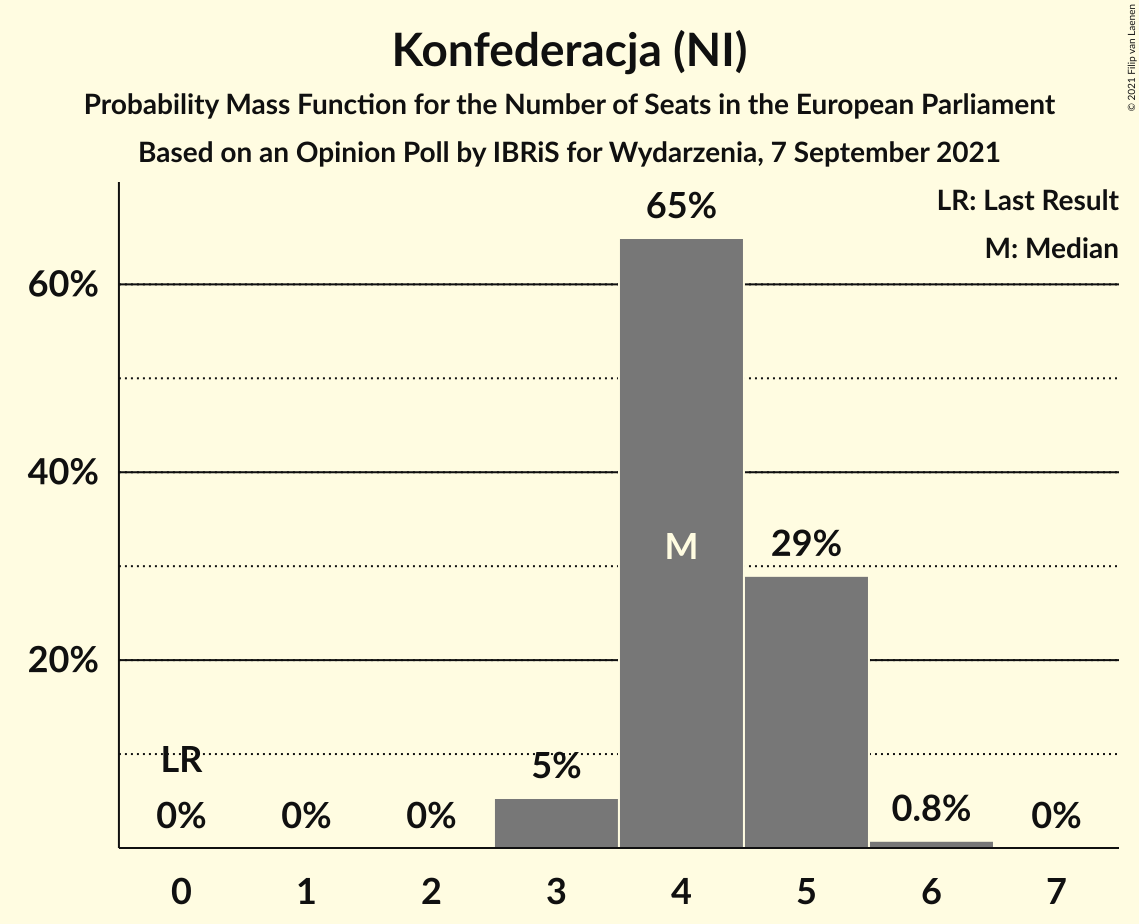 Konfederacja (NI)
Probability Mass Function for the Number of Seats in the European Parliament
Based on an Opinion Poll by IBRiS for Wydarzenia, 7 September 2021
© 2021 Filip van Laenen
LR: Last Result
M: Median
65%
60%
40%
M
29%
20%
LR
5%
0%
0%
0%
0.8%
0%
0 1 2 3 4 5 6 7